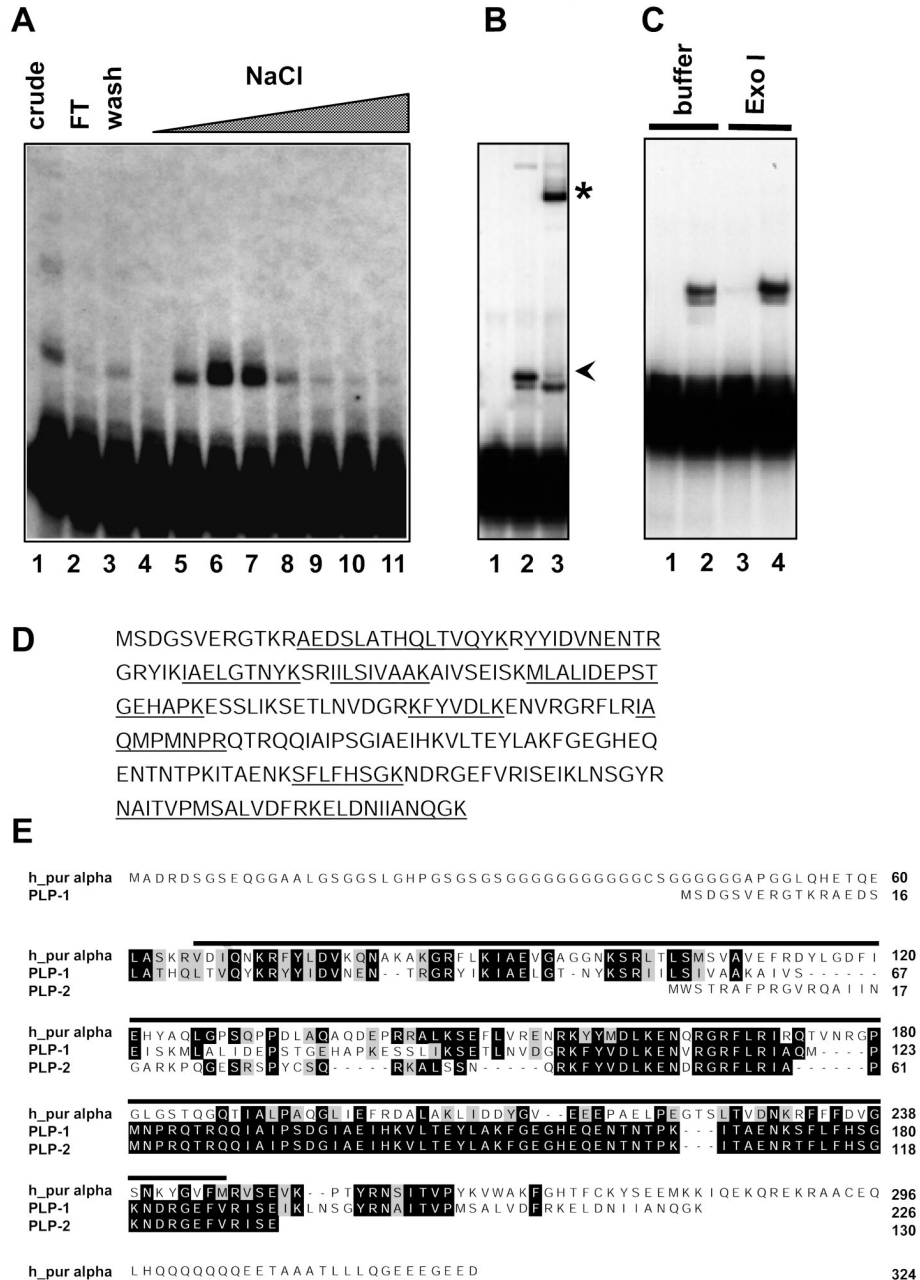 A
B
C
crude
FT
wash
NaCl
buffer
Exo I
*
1 2 3 4 5 6 7 8 9 10 11
1 2 3
1 2 3 4
D
MSDGSVERGTKRAEDSLATHQLTVQYKRYYIDVNENTR
GRYIKIAELGTNYKSRIILSIVAAKAIVSEISKMLALIDEPST
GEHAPKESSLIKSETLNVDGRKFYVDLKENVRGRFLRIA
QMPMNPRQTRQQIAIPSGIAEIHKVLTEYLAKFGEGHEQ
ENTNTPKITAENKSFLFHSGKNDRGEFVRISEIKLNSGYR
NAITVPMSALVDFRKELDNIIANQGK
E
h_pur alpha MADRDSGSEQGGAALGSGGSLGHPGSGSGSGGGGGGGGGGGCSGGGGGGAPGGLQHETQE 60
PLP-1 MSDGSVERGTKRAEDS 16
h_pur alpha LASKRVDIQNKRFYLDVKQNAKAKGRFLKIAEVGAGGNKSRLTLSMSVAVEFRDYLGDFI 120
PLP-1 LATHQLTVQYKRYYIDVNEN--TRGRYIKIAELGT-NYKSRIILSIVAAKAIVS- 67
PLP-2 MWSTRAFPRGVRQAIIN 17
h_pur alpha EHYAQLGPSQPPDLAQAQDEPRRALKSEFLVRENRKYYMDLKENQRGRFLRIRQTVNRGP 180
PLP-1 EISKMLALIDEPSTGEHAPKESSLIKSETLNVDGRKFYVDLKENVRGRFLRIAQM----P 123
PLP-2 GARKPQGESRSPYCSQ----RKALSSN-----QRKFYVDLKENDRGRFLRIA-----P 61
h_pur alpha GLGSTQGQTIALPAQGLIEFRDALAKLIDDYGV--EEEPAELPEGTSLTVDNKRFFFDVG 238
PLP-1 MNPRQTRQQIAIPSDGIAEIHKVLTEYLAKFGEGHEQENTNTPK---ITAENKSFLFHSG 180
PLP-2 MNPRQTRQQIAIPSDGIAEIHKVLTEYLAKFGEGHEQENTNTPK---ITAENRTFLFHSG 118
h_pur alpha SNKYGVFMRVSEVK--PTYRNSITVPYKVWAKFGHTFCKYSEEMKKIQEKQREKRAACEQ 296
PLP-1 KNDRGEFVRISEIKLNSGYRNAITVPMSALVDFRKELDNIIANQGK 226
PLP-2 KNDRGEFVRISE 130
h_pur alpha LHQQQQQQQEETAAATLLLQGEEEGEED 324